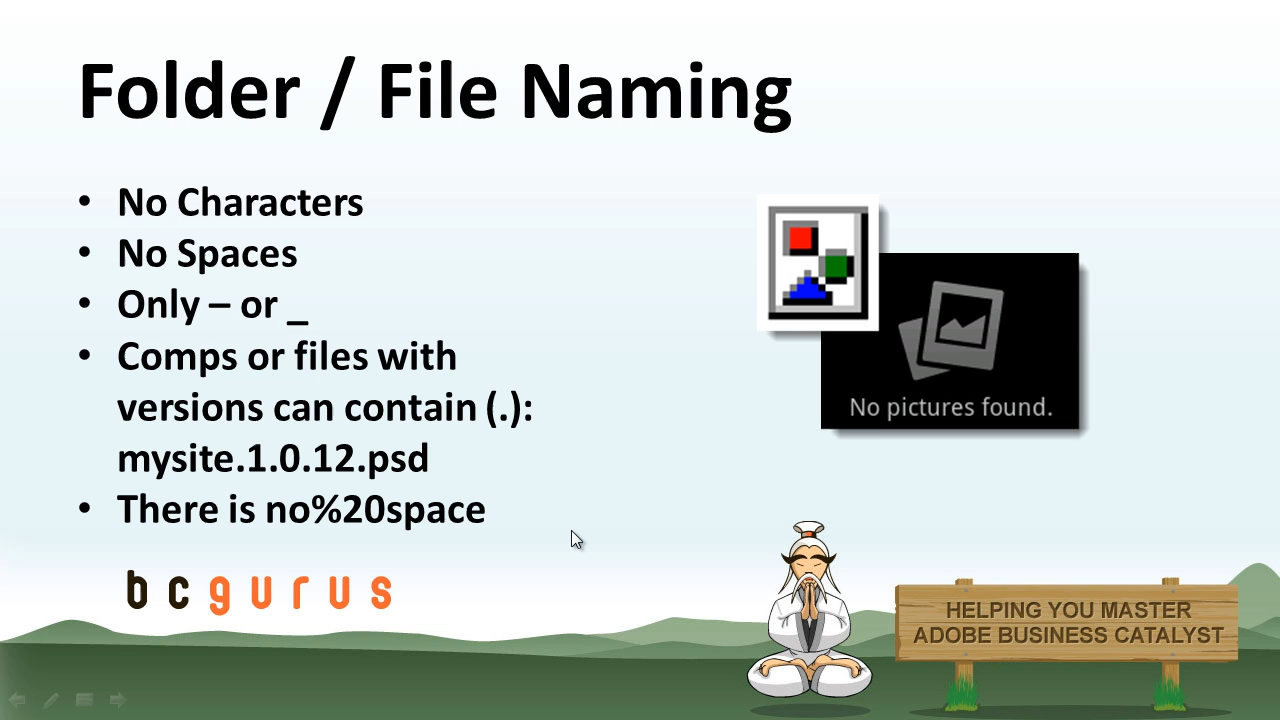 Folder / File Naming
• No Characters
• No Spaces
• Only – or _
• Comps or files with
versions can contain (.):
mysite.1.0.12.psd
• There is no%20space
No pictures found.
bcgurus
HELPING YOU MASTER
ADOBE BUSINESS CATALYST